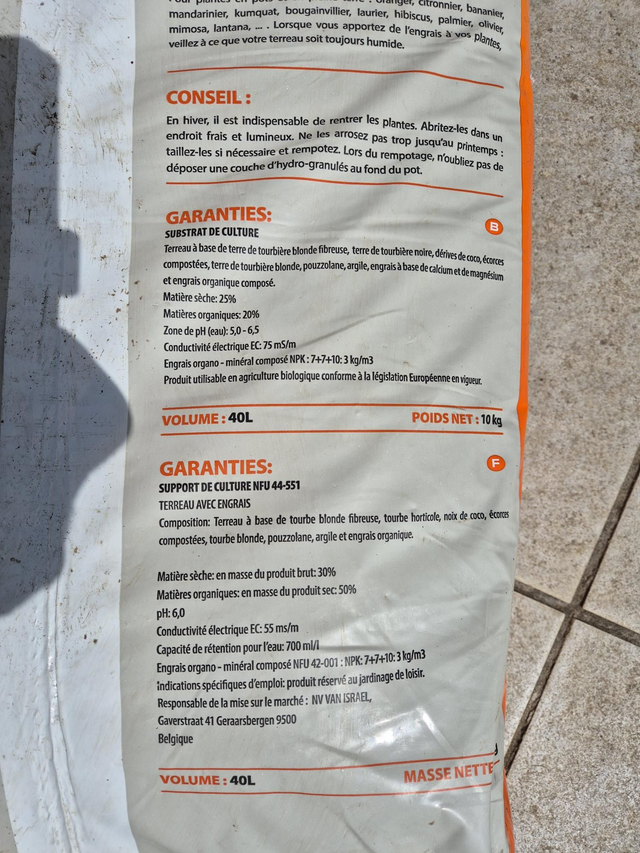 Pour plantes en pots de : oranger, citronnier, bananier,
mandarinier, kumquat, bougainvillier, laurier, hibiscus, palmier, olivier,
mimosa, lantana, ... . Lorsque vous apportez de l'engrais à vos plantes,
veillez à ce que votre terreau soit toujours humide.
CONSEIL :
En hiver, il est indispensable de rentrer les plantes. Abritez-les dans un
endroit frais et lumineux. Ne les arrosez pas trop jusqu'au printemps :
taillez-les si nécessaire et rempotez. Lors du rempotage, n'oubliez pas de
déposer une couche d'hydro-granulés au fond du pot.
GARANTIES:
B
SUBSTRAT DE CULTURE
Terreau à base de terre de tourbière blonde fibreuse, terre de tourbière noire, dérives de coco, écorces
compostées, terre de tourbière blonde, pouzzolane, argile, engrais à base de calcium et de magnésium
et engrais organique composé.
Matière sèche: 25%
Matières organiques: 20%
Zone de pH (eau): 5,0 - 6,5
Conductivité électrique EC: 75 mS/m
Engrais organo - minéral composé NPK : 7+7+10: 3 kg/m3
Produit utilisable en agriculture biologique conforme à la législation Européenne en vigueur.
VOLUME : 40L POIDS NET : 10 kg
GARANTIES:
F
SUPPORT DE CULTURE NFU 44-551
TERREAU AVEC ENGRAIS
Composition: Terreau à base de tourbe blonde fibreuse, tourbe horticole, noix de coco, écorces
compostées, tourbe blonde, pouzzolane, argile et engrais organique.
Matière sèche: en masse du produit brut: 30%
Matières organiques: en masse du produit sec: 50%
pH: 6,0
Conductivité électrique EC: 55 ms/m
Capacité de rétention pour l'eau: 700 ml/l
Engrais organo - minéral composé NFU 42-001 : NPK: 7+7+10: 3 kg/m3
Indications spécifiques d'emploi: produit réservé au jardinage de loisir.
Responsable de la mise sur le marché : NV VAN ISRAEL,
Gaverstraat 41 Geraarsbergen 9500
Belgique
VOLUME : 40L MASSE NETTE